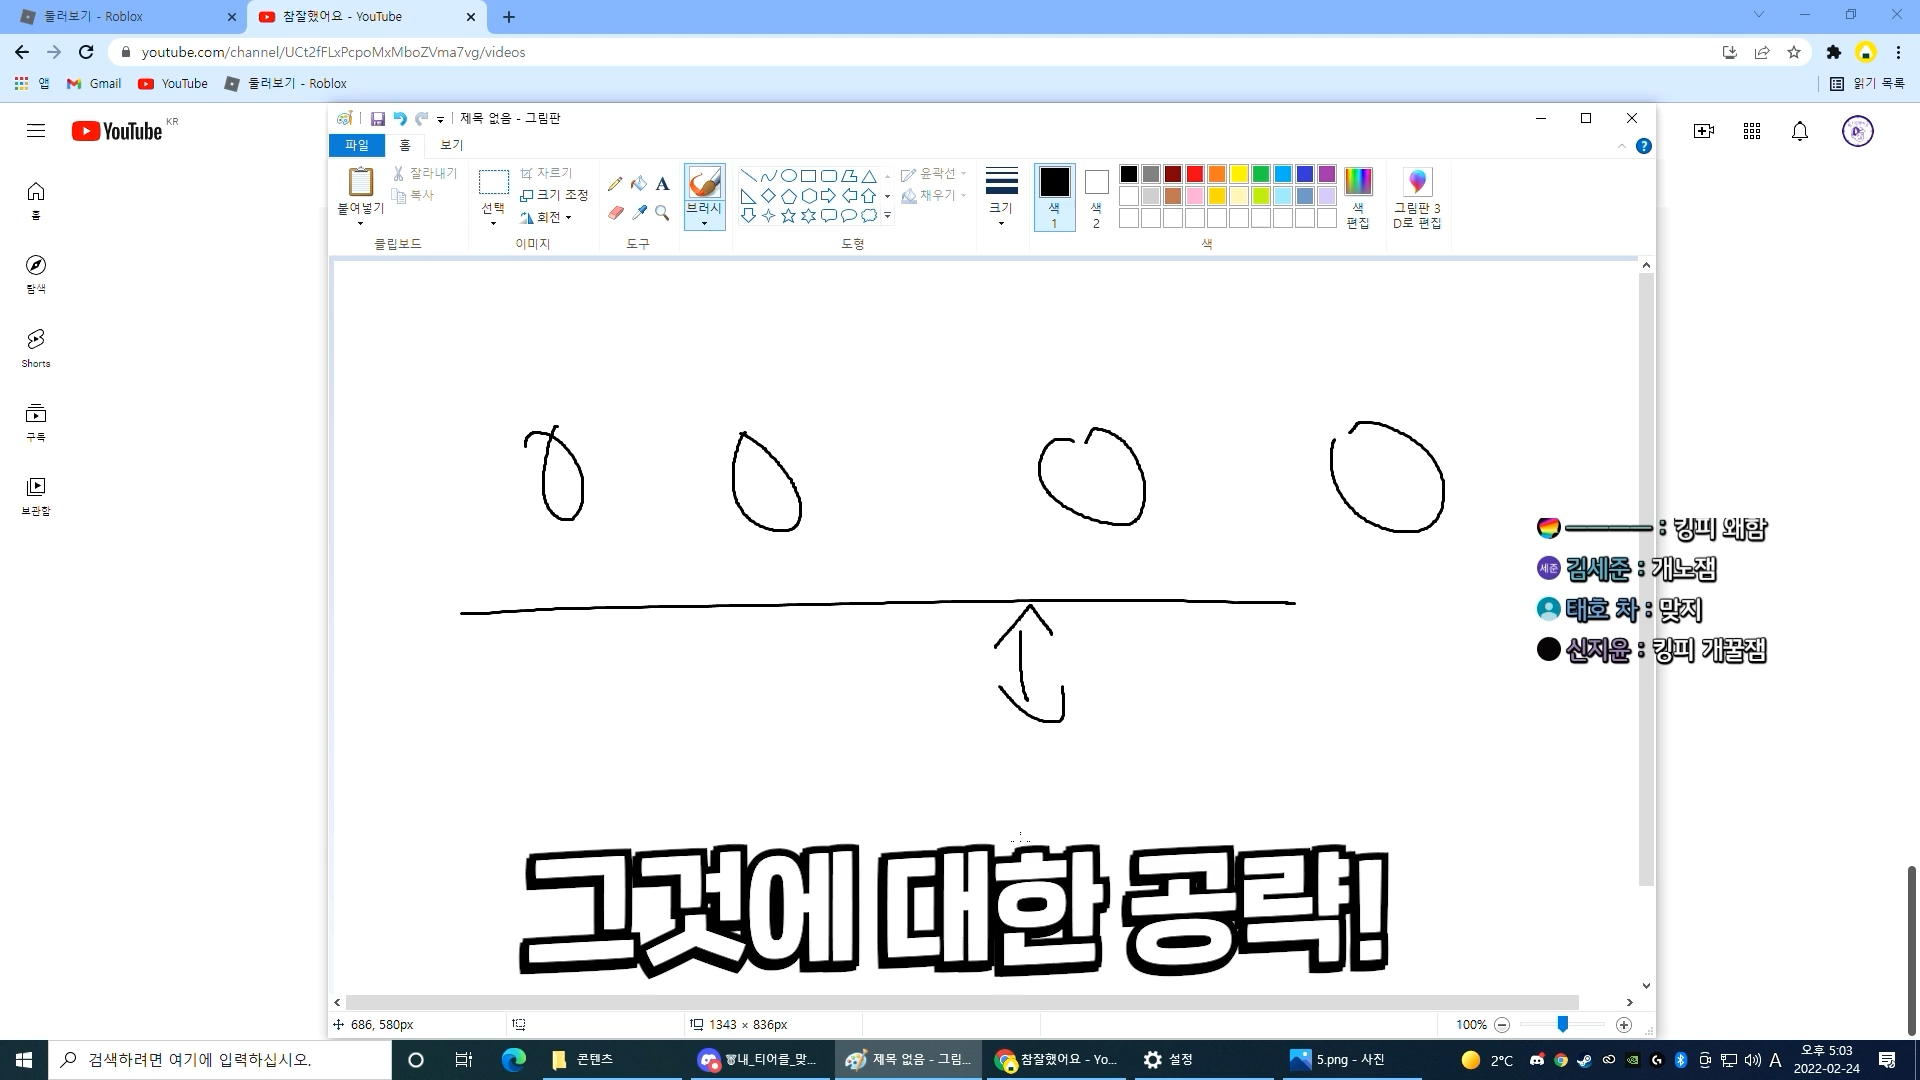 둘러보기 - Roblox
참잘했어요 - YouTube
youtube.com/channel/UCt2fFLxPcpoMxMboZVma7vg/videos
앱
Gmail
YouTube
둘러보기 - Roblox
읽기 목록
YouTube KR
홈
탐색
Shorts
구독
보관함
제목 없음 - 그림판
파일
홈
보기
붙여넣기
잘라내기
복사
클립보드
선택
자르기
크기 조정
회전
이미지
A
도구
브러시
윤곽선
채우기
도형
크기
색
1
색
2
색
편집
그림판 3
D로 편집
색
킹피 왜함
세준 김세준 : 개노잼
태호 차 : 맞지
신지윤 : 킹피 개꿀잼
그것에 대한 공략!
686, 580px
1343 × 836px
100%
검색하려면 여기에 입력하십시오.
콘텐츠
내_티어를_맞...
제목 없음 - 그림...
참잘했어요 - Yo...
설정
5.png - 사진
2°C
A
오후 5:03
2022-02-24